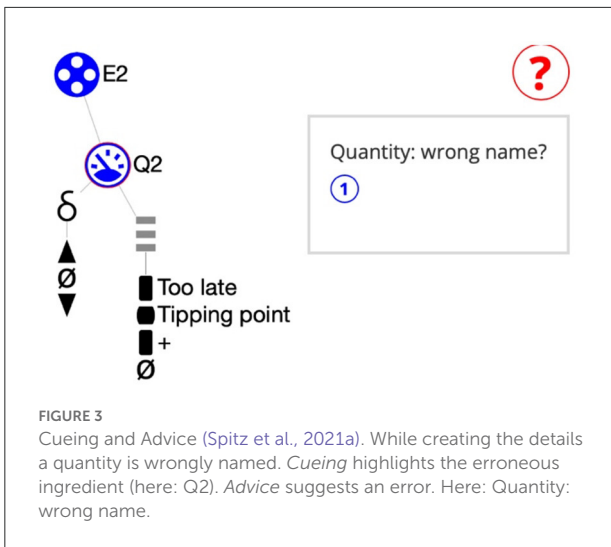 E2
?
Q2
Quantity: wrong name?
1
δ
Ø
Too late
Tipping point
+
Ø
FIGURE 3
Cueing and Advice (Spitz et al., 2021a). While creating the details
a quantity is wrongly named. Cueing highlights the erroneous
ingredient (here: Q2). Advice suggests an error. Here: Quantity:
wrong name.